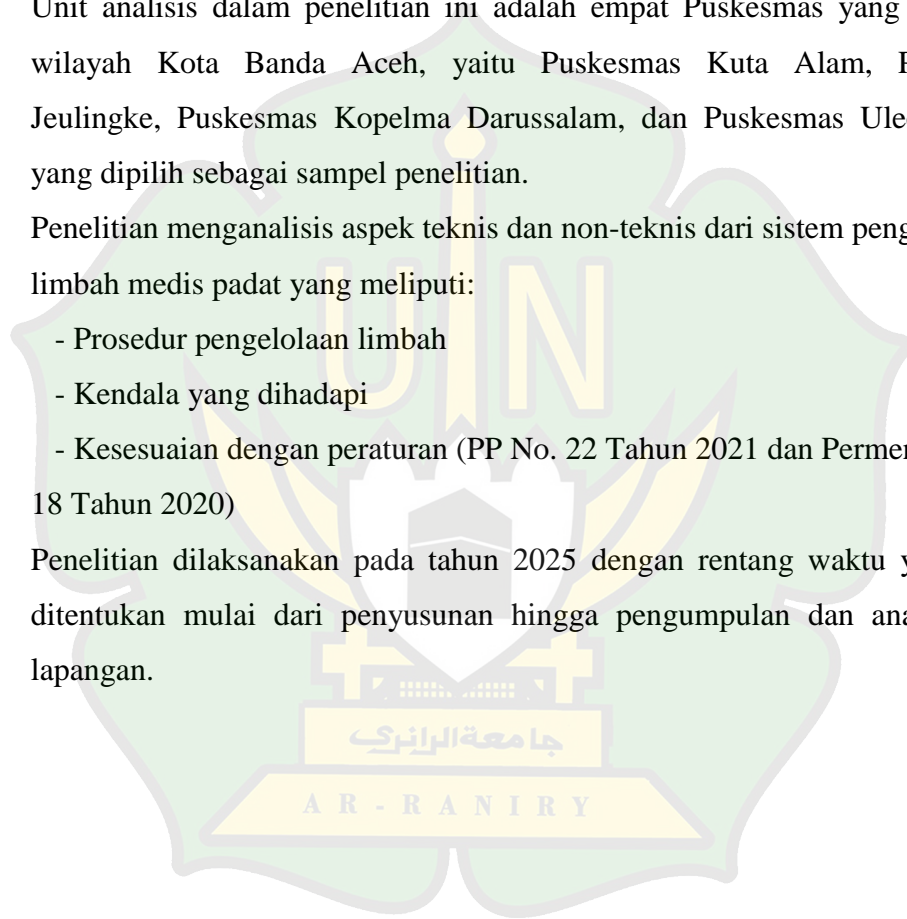 Unit analisis dalam penelitian ini adalah empat Puskesmas yang
wilayah Kota Banda Aceh, yaitu Puskesmas Kuta Alam,
Jeulingke, Puskesmas Kopelma Darussalam, dan Puskesmas
yang dipilih sebagai sampel penelitian.
Penelitian menganalisis aspek teknis dan non-teknis dari sistem
limbah medis padat yang meliputi:
- Prosedur pengelolaan limbah
- Kendala yang dihadapi
- Kesesuaian dengan peraturan (PP No. 22 Tahun 2021 dan
18 Tahun 2020)
Penelitian dilaksanakan pada tahun 2025 dengan rentang waktu
ditentukan mulai dari penyusunan hingga pengumpulan dan
lapangan.
UIN
جامعة الرانري
AR-RANIRY